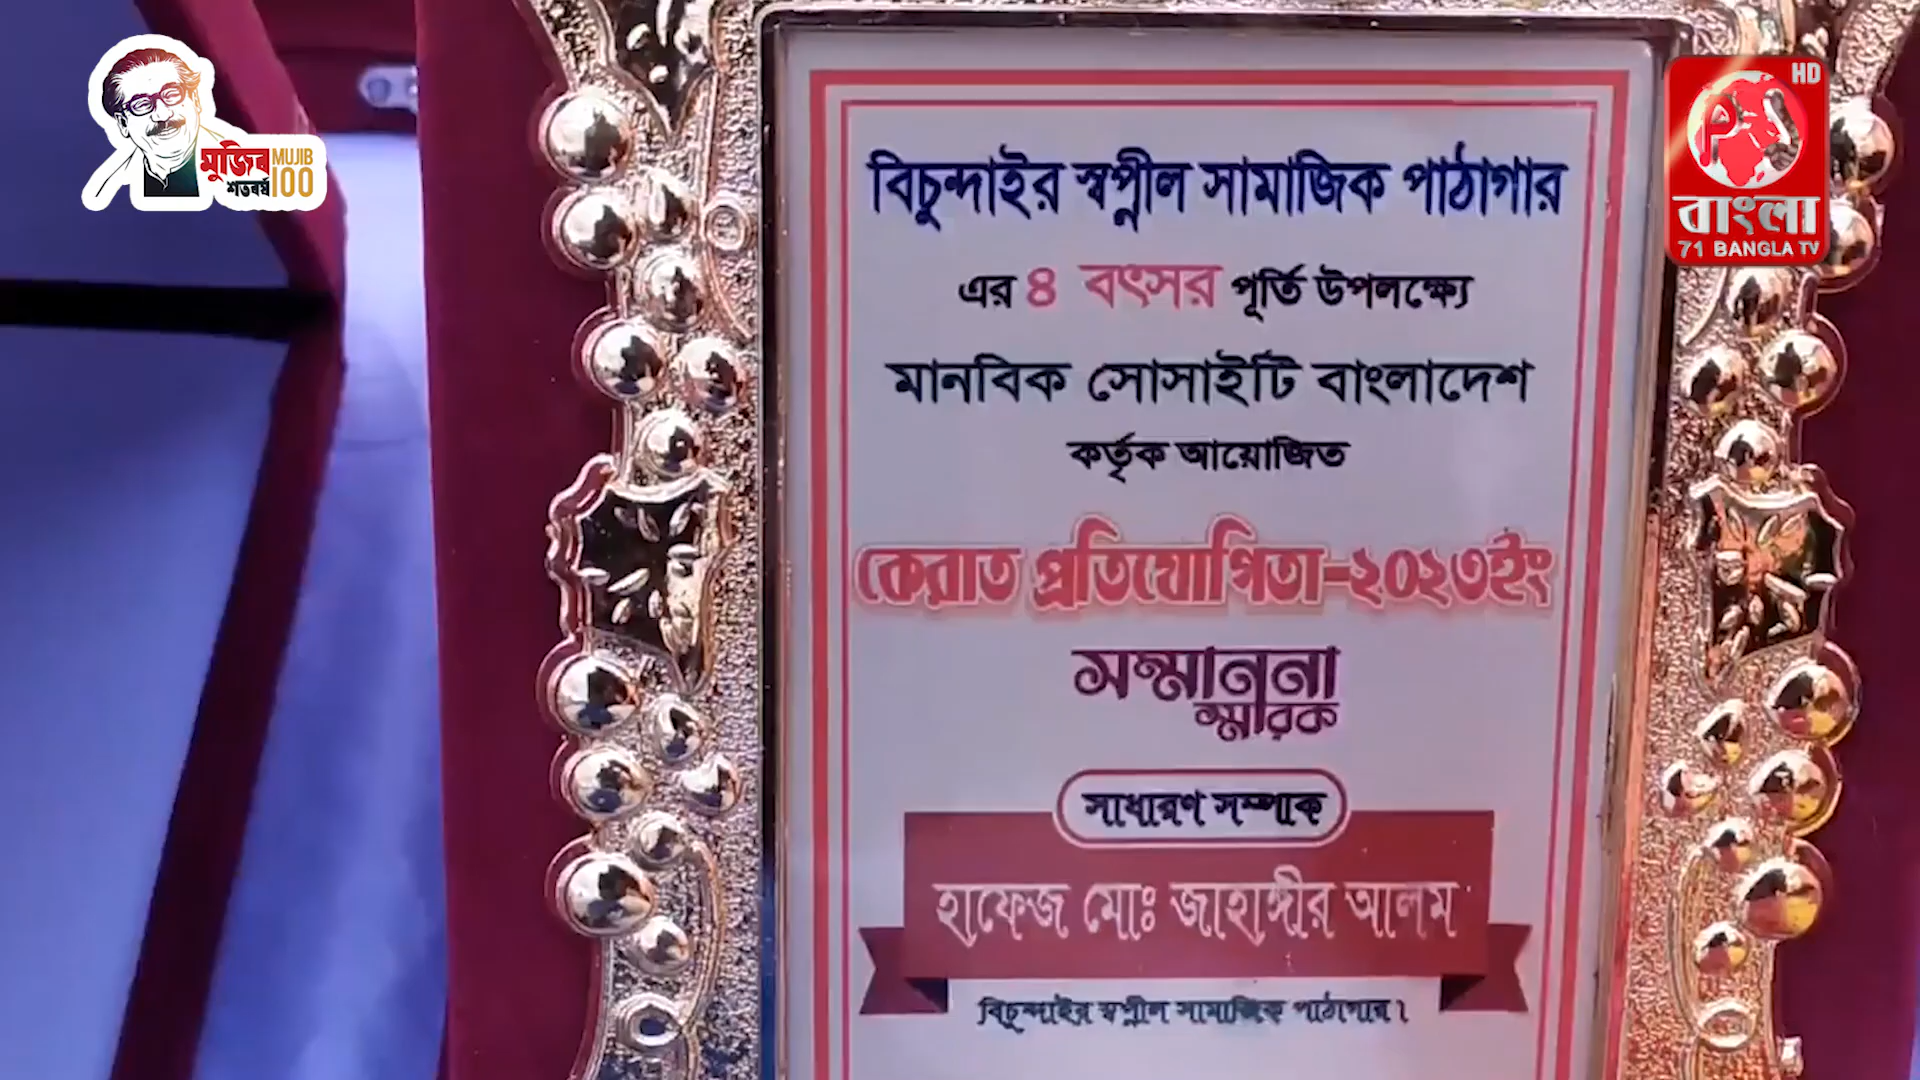 মুজিব
শতবর্ষ
MUJIB
100
HD
বাংলা
71 BANGLA TV
বিচুন্দাইর স্বপ্নীল সামাজিক পাঠাগার
এর ৪ বৎসর পূর্তি উপলক্ষ্যে
মানবিক সোসাইটি বাংলাদেশ
কর্তৃক আয়োজিত
কেরাত প্রতিযোগিতা-২০২৩ইং
সম্মাননা
স্মারক
সাধারণ সম্পাক
হাফেজ মোঃ জাহাঙ্গীর আলম
বিচুন্দাইর স্বপ্নীল সামাজিক পাঠাগার।